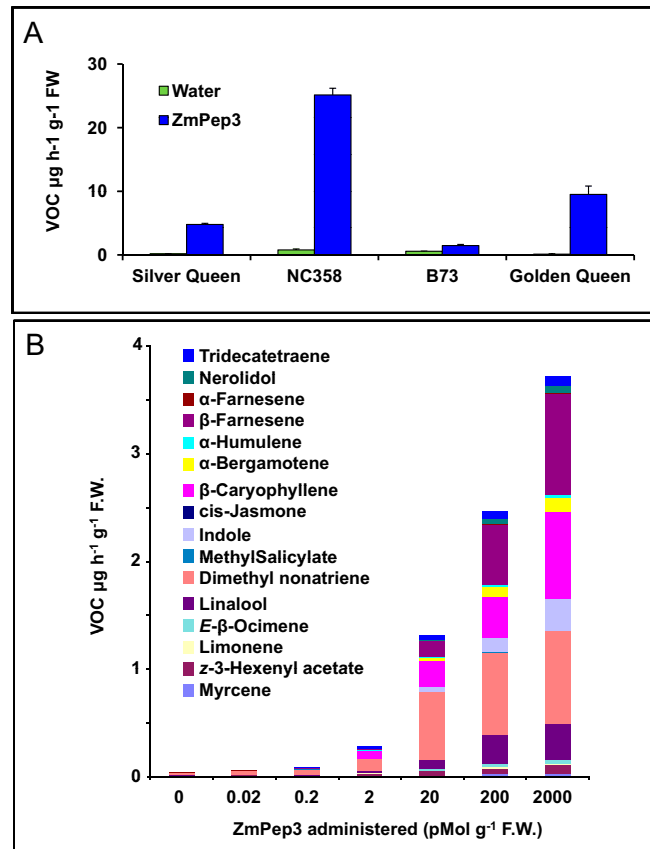 A
VOC µg h-1 g-1 FW
30
20
10
0
Water
ZmPep3
Silver Queen NC358 B73 Golden Queen
B
VOC µg h-1 g-1 F.W.
4
3
2
1
0
Tridecatetraene
Nerolidol
α-Farnesene
β-Farnesene
α-Humulene
α-Bergamotene
β-Caryophyllene
cis-Jasmone
Indole
MethylSalicylate
Dimethyl nonatriene
Linalool
E-β-Ocimene
Limonene
z-3-Hexenyl acetate
Myrcene
0 0.02 0.2 2 20 200 2000
ZmPep3 administered (pMol g-1 F.W.)